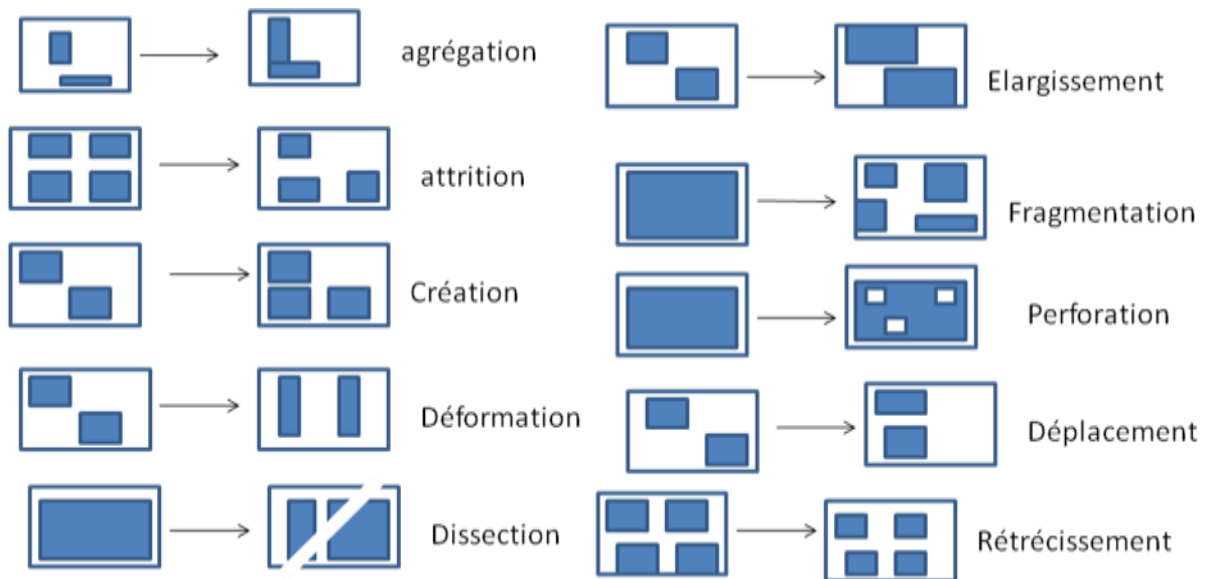 agrégation
attrition
Création
Déformation
Dissection
Elargissement
Fragmentation
Perforation
Déplacement
Rétrécissement